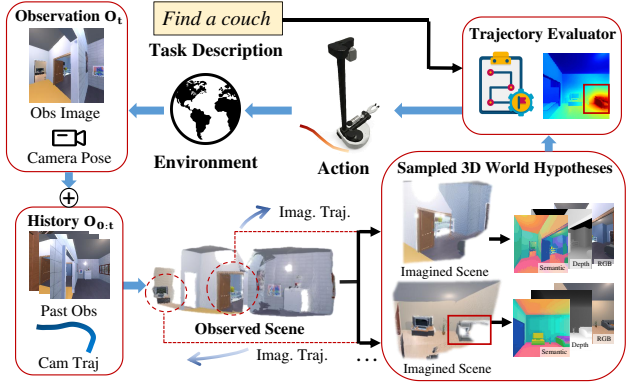 Observation Oₜ
Obs Image
Camera Pose
Find a couch
Task Description
Environment
Action
Trajectory Evaluator
History O₀:ₜ
Past Obs
Cam Traj
Imag. Traj.
Observed Scene
Imag. Traj.
Sampled 3D World Hypotheses
Imagined Scene
Semantic
Depth
RGB
Imagined Scene
Semantic
Depth
RGB
...